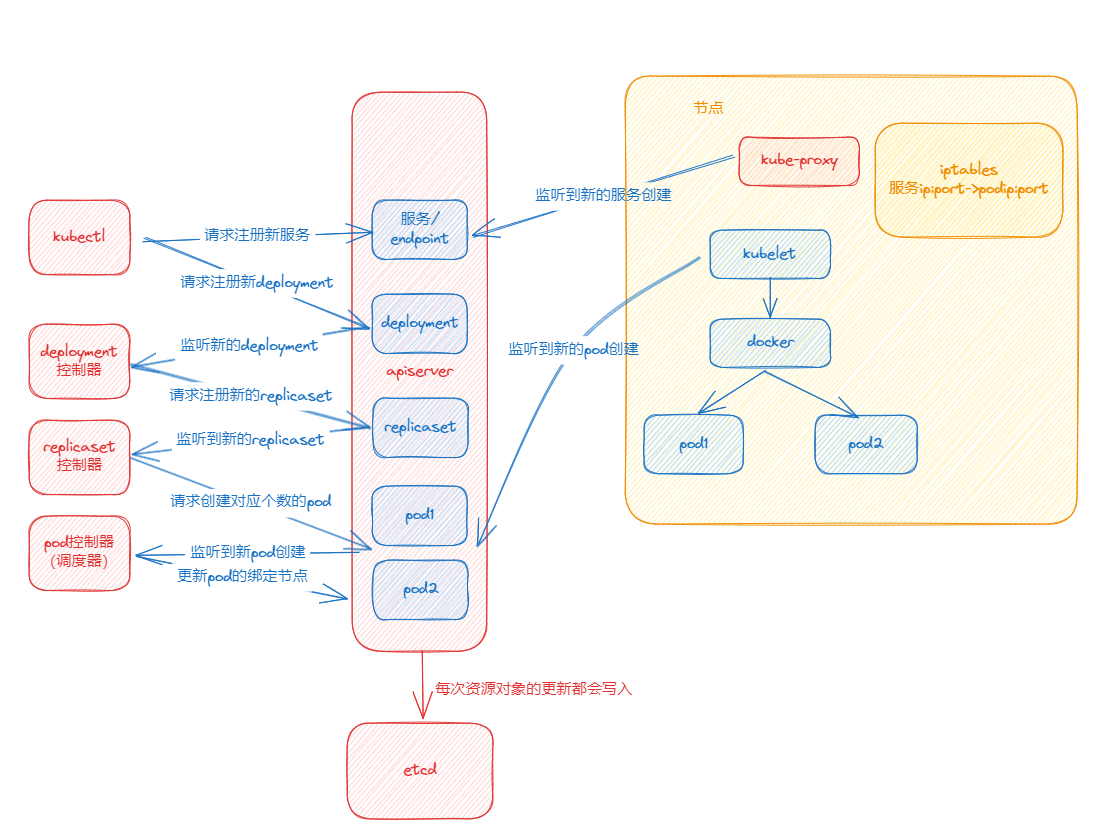 节点
kube-proxy
iptables
服务ipiport->podipiport
监听到新的服务创建
kubectl
请求注册新服务
服务/
endpoint
kubelet
请求注册新deployment
deployment
docker
deployment
控制器
监听新的deployment
监听到新的pod创建
apiserver
请求注册新的replicaset
replicaset
pod1
pod2
replicaset
控制器
监听到新的replicaset
请求创建对应个数的pod
pod1
pod控制器
(调度器)
监听到新pod创建
更新pod的绑定节点
pod2
每次资源对象的更新都会写入
etcd